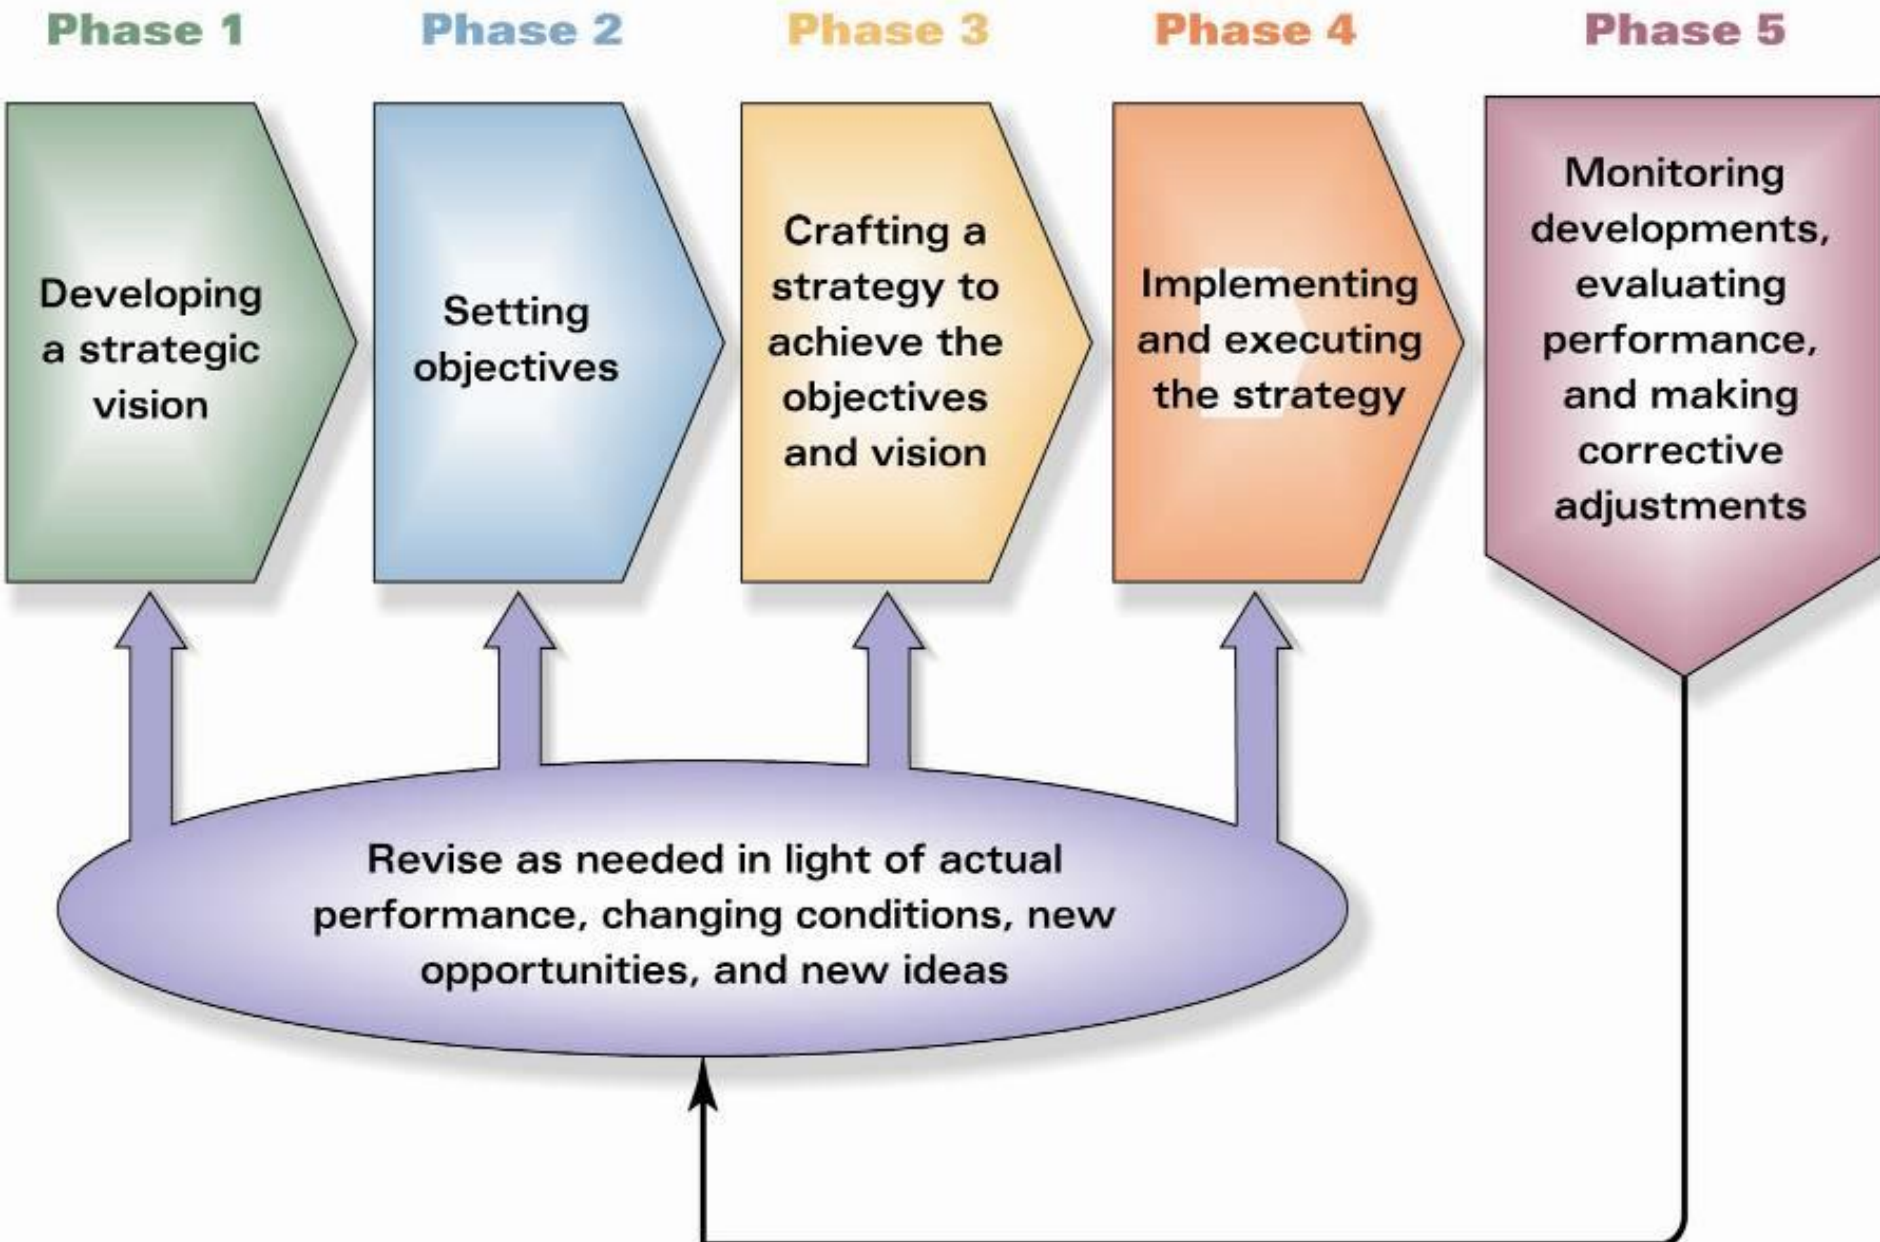 Phase 1
Phase 2
Phase 3
Phase 4
Phase 5
Developing
a strategic
vision
Setting
objectives
Crafting a
strategy to
achieve the
objectives
and vision
Implementing
and executing
the strategy
Monitoring
developments,
evaluating
performance,
and making
corrective
adjustments
Revise as needed in light of actual
performance, changing conditions, new
opportunities, and new ideas